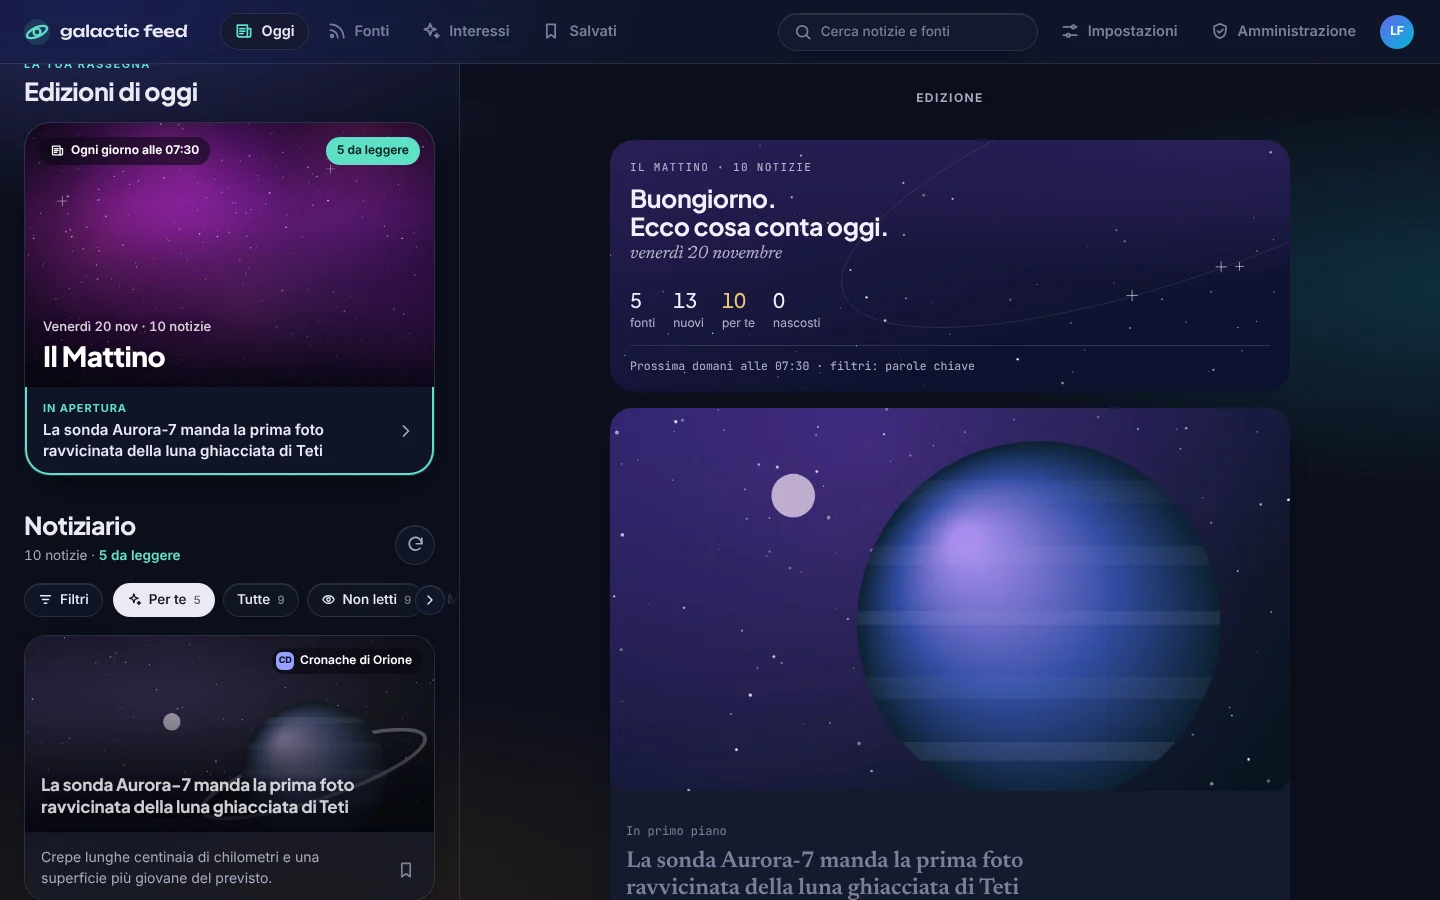 galactic feed
Oggi
Fonti
Interessi
Salvati
Cerca notizie e fonti
Impostazioni
Amministrazione
LF
LA TUA RASSEGNA
Edizioni di oggi
Ogni giorno alle 07:30
5 da leggere
Venerdì 20 nov · 10 notizie
Il Mattino
IN APERTURA
La sonda Aurora-7 manda la prima foto
ravvicinata della luna ghiacciata di Teti
Notiziario
10 notizie · 5 da leggere
Filtri
Per te 5
Tutte 9
Non letti 9
CD Cronache di Orione
La sonda Aurora-7 manda la prima foto
ravvicinata della luna ghiacciata di Teti
Crepe lunghe centinaia di chilometri e una
superficie più giovane del previsto.
EDIZIONE
IL MATTINO · 10 NOTIZIE
Buongiorno.
Ecco cosa conta oggi.
venerdì 20 novembre
5 13 10 0
fonti nuovi per te nascosti
Prossima domani alle 07:30 · filtri: parole chiave
In primo piano
La sonda Aurora-7 manda la prima foto
ravvicinata della luna ghiacciata di Teti